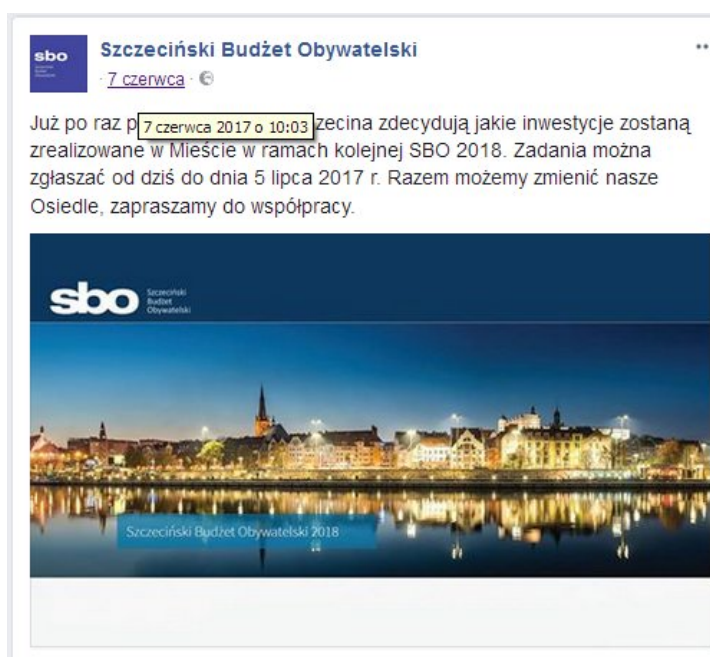 sbo
Szczeciński Budżet Obywatelski
· 7 czerwca ·
Już po raz p 7 czerwca 2017 o 10:03 zecina zdecydują jakie inwestycje zostaną
zrealizowane w Mieście w ramach kolejnej SBO 2018. Zadania można
zgłaszać od dziś do dnia 5 lipca 2017 r. Razem możemy zmienić nasze
Osiedle, zapraszamy do współpracy.
sbo
Szczeciński
Budżet
Obywatelski
Szczeciński Budżet Obywatelski 2018